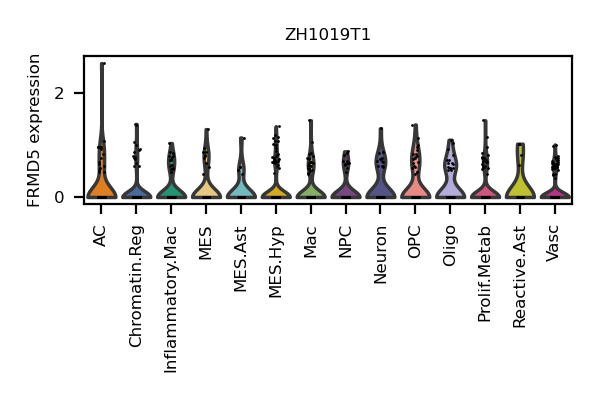 ZH1019T1
FRMD5 expression
2
0
AC
Chromatin.Reg
Inflammatory.Mac
MES
MES.Ast
MES.Hyp
Mac
NPC
Neuron
OPC
Oligo
Prolif.Metab
Reactive.Ast
Vasc